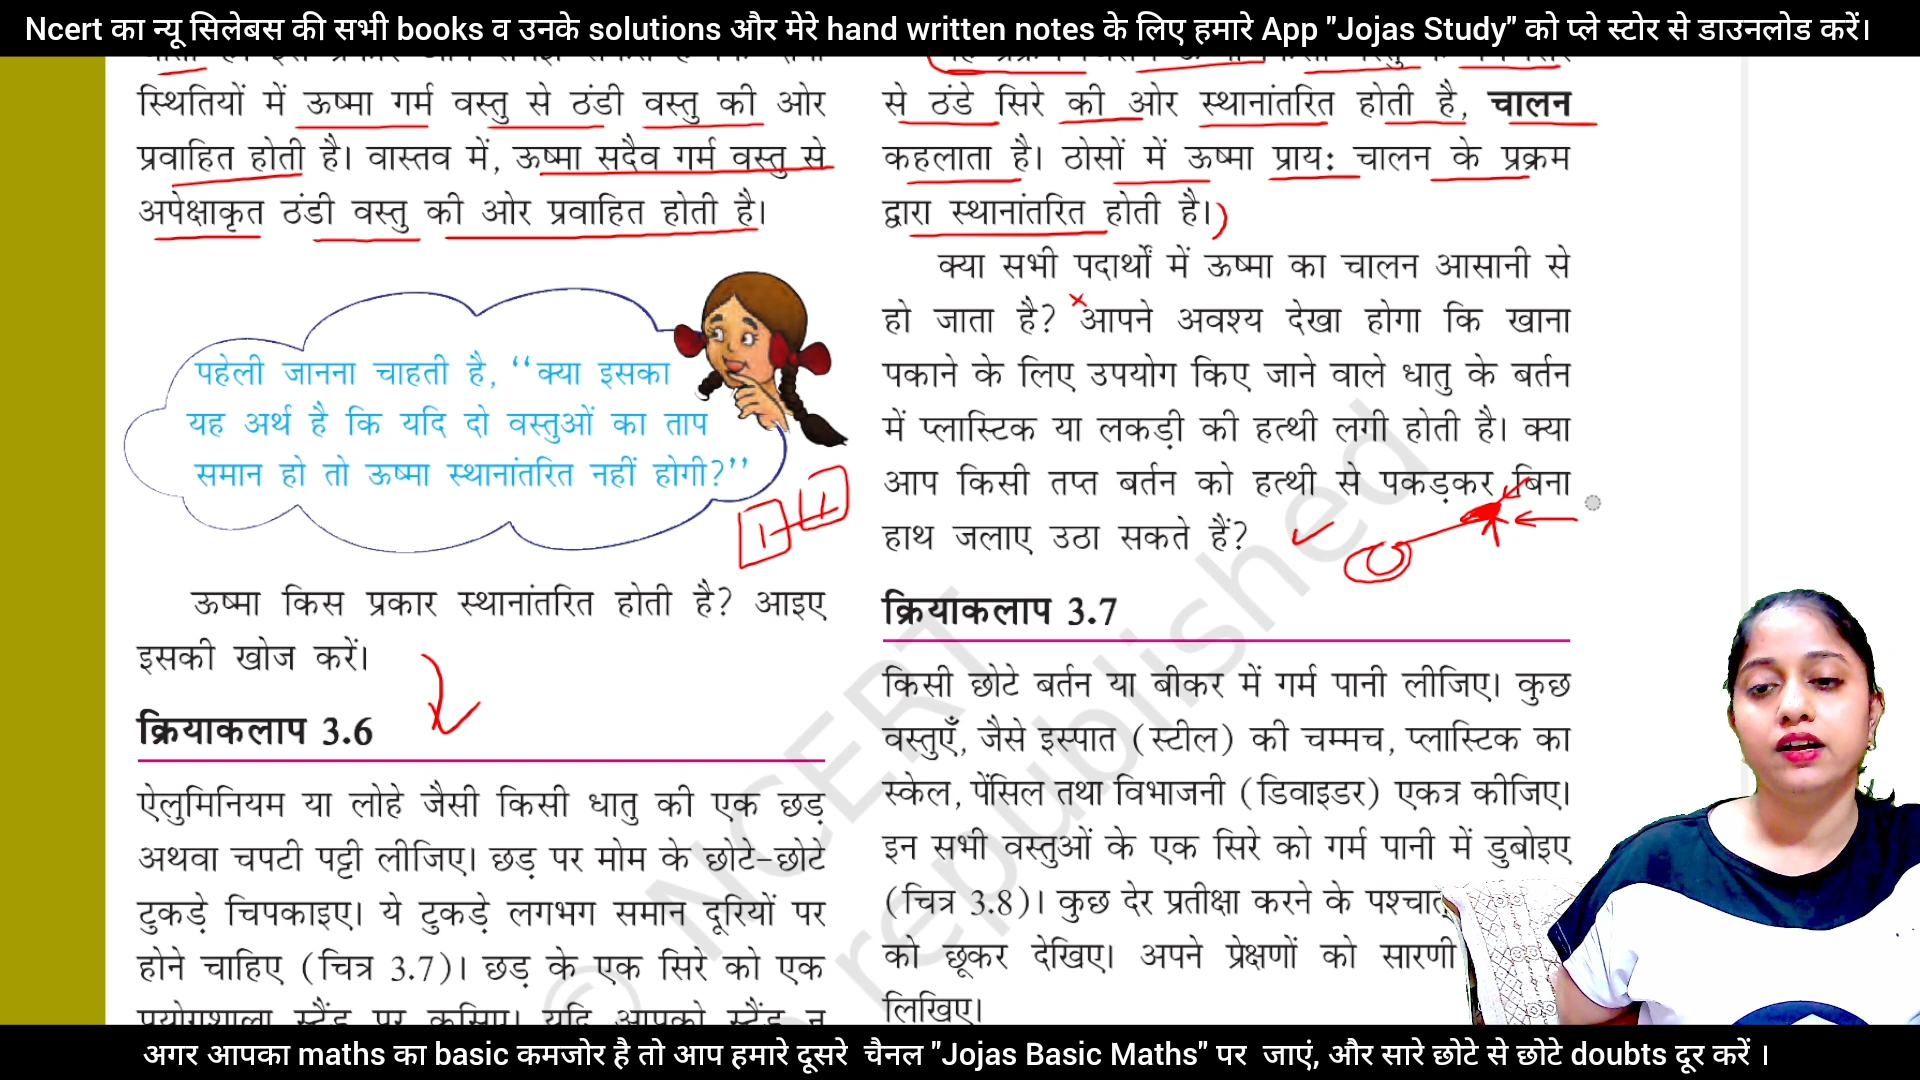 Ncert का न्यू सिलेबस की सभी books व उनके solutions और मेरे hand written notes के लिए हमारे App "Jojas Study" को प्ले स्टोर से डाउनलोड करें।
स्थितियों में ऊष्मा गर्म वस्तु से ठंडी वस्तु की ओर
प्रवाहित होती है। वास्तव में, ऊष्मा सदैव गर्म वस्तु से
अपेक्षाकृत ठंडी वस्तु की ओर प्रवाहित होती है।
पहेली जानना चाहती है, ‘‘क्या इसका
यह अर्थ है कि यदि दो वस्तुओं का ताप
समान हो तो ऊष्मा स्थानांतरित नहीं होगी?’’
ऊष्मा किस प्रकार स्थानांतरित होती है? आइए
इसकी खोज करें।
क्रियाकलाप 3.6
ऐलुमिनियम या लोहे जैसी किसी धातु की एक छड़
अथवा चपटी पट्टी लीजिए। छड़ पर मोम के छोटे-छोटे
टुकड़े चिपकाइए। ये टुकड़े लगभग समान दूरियों पर
होने चाहिए (चित्र 3.7)। छड़ के एक सिरे को एक
प्रयोगशाला स्टैंड पर कसिए। यदि आपको स्टैंड न
से ठंडे सिरे की ओर स्थानांतरित होती है, चालन
कहलाता है। ठोसों में ऊष्मा प्राय: चालन के प्रक्रम
द्वारा स्थानांतरित होती है।
क्या सभी पदार्थों में ऊष्मा का चालन आसानी से
हो जाता है? आपने अवश्य देखा होगा कि खाना
पकाने के लिए उपयोग किए जाने वाले धातु के बर्तन
में प्लास्टिक या लकड़ी की हत्थी लगी होती है। क्या
आप किसी तप्त बर्तन को हत्थी से पकड़कर बिना
हाथ जलाए उठा सकते हैं?
क्रियाकलाप 3.7
किसी छोटे बर्तन या बीकर में गर्म पानी लीजिए। कुछ
वस्तुएँ, जैसे इस्पात (स्टील) की चम्मच, प्लास्टिक का
स्केल, पेंसिल तथा विभाजनी (डिवाइडर) एकत्र कीजिए।
इन सभी वस्तुओं के एक सिरे को गर्म पानी में डुबोइए
(चित्र 3.8)। कुछ देर प्रतीक्षा करने के पश्चात्
को छूकर देखिए। अपने प्रेक्षणों को सारणी
लिखिए।
© NCERT
republished
अगर आपका maths का basic कमजोर है तो आप हमारे दूसरे चैनल "Jojas Basic Maths" पर जाएं, और सारे छोटे से छोटे doubts दूर करें ।